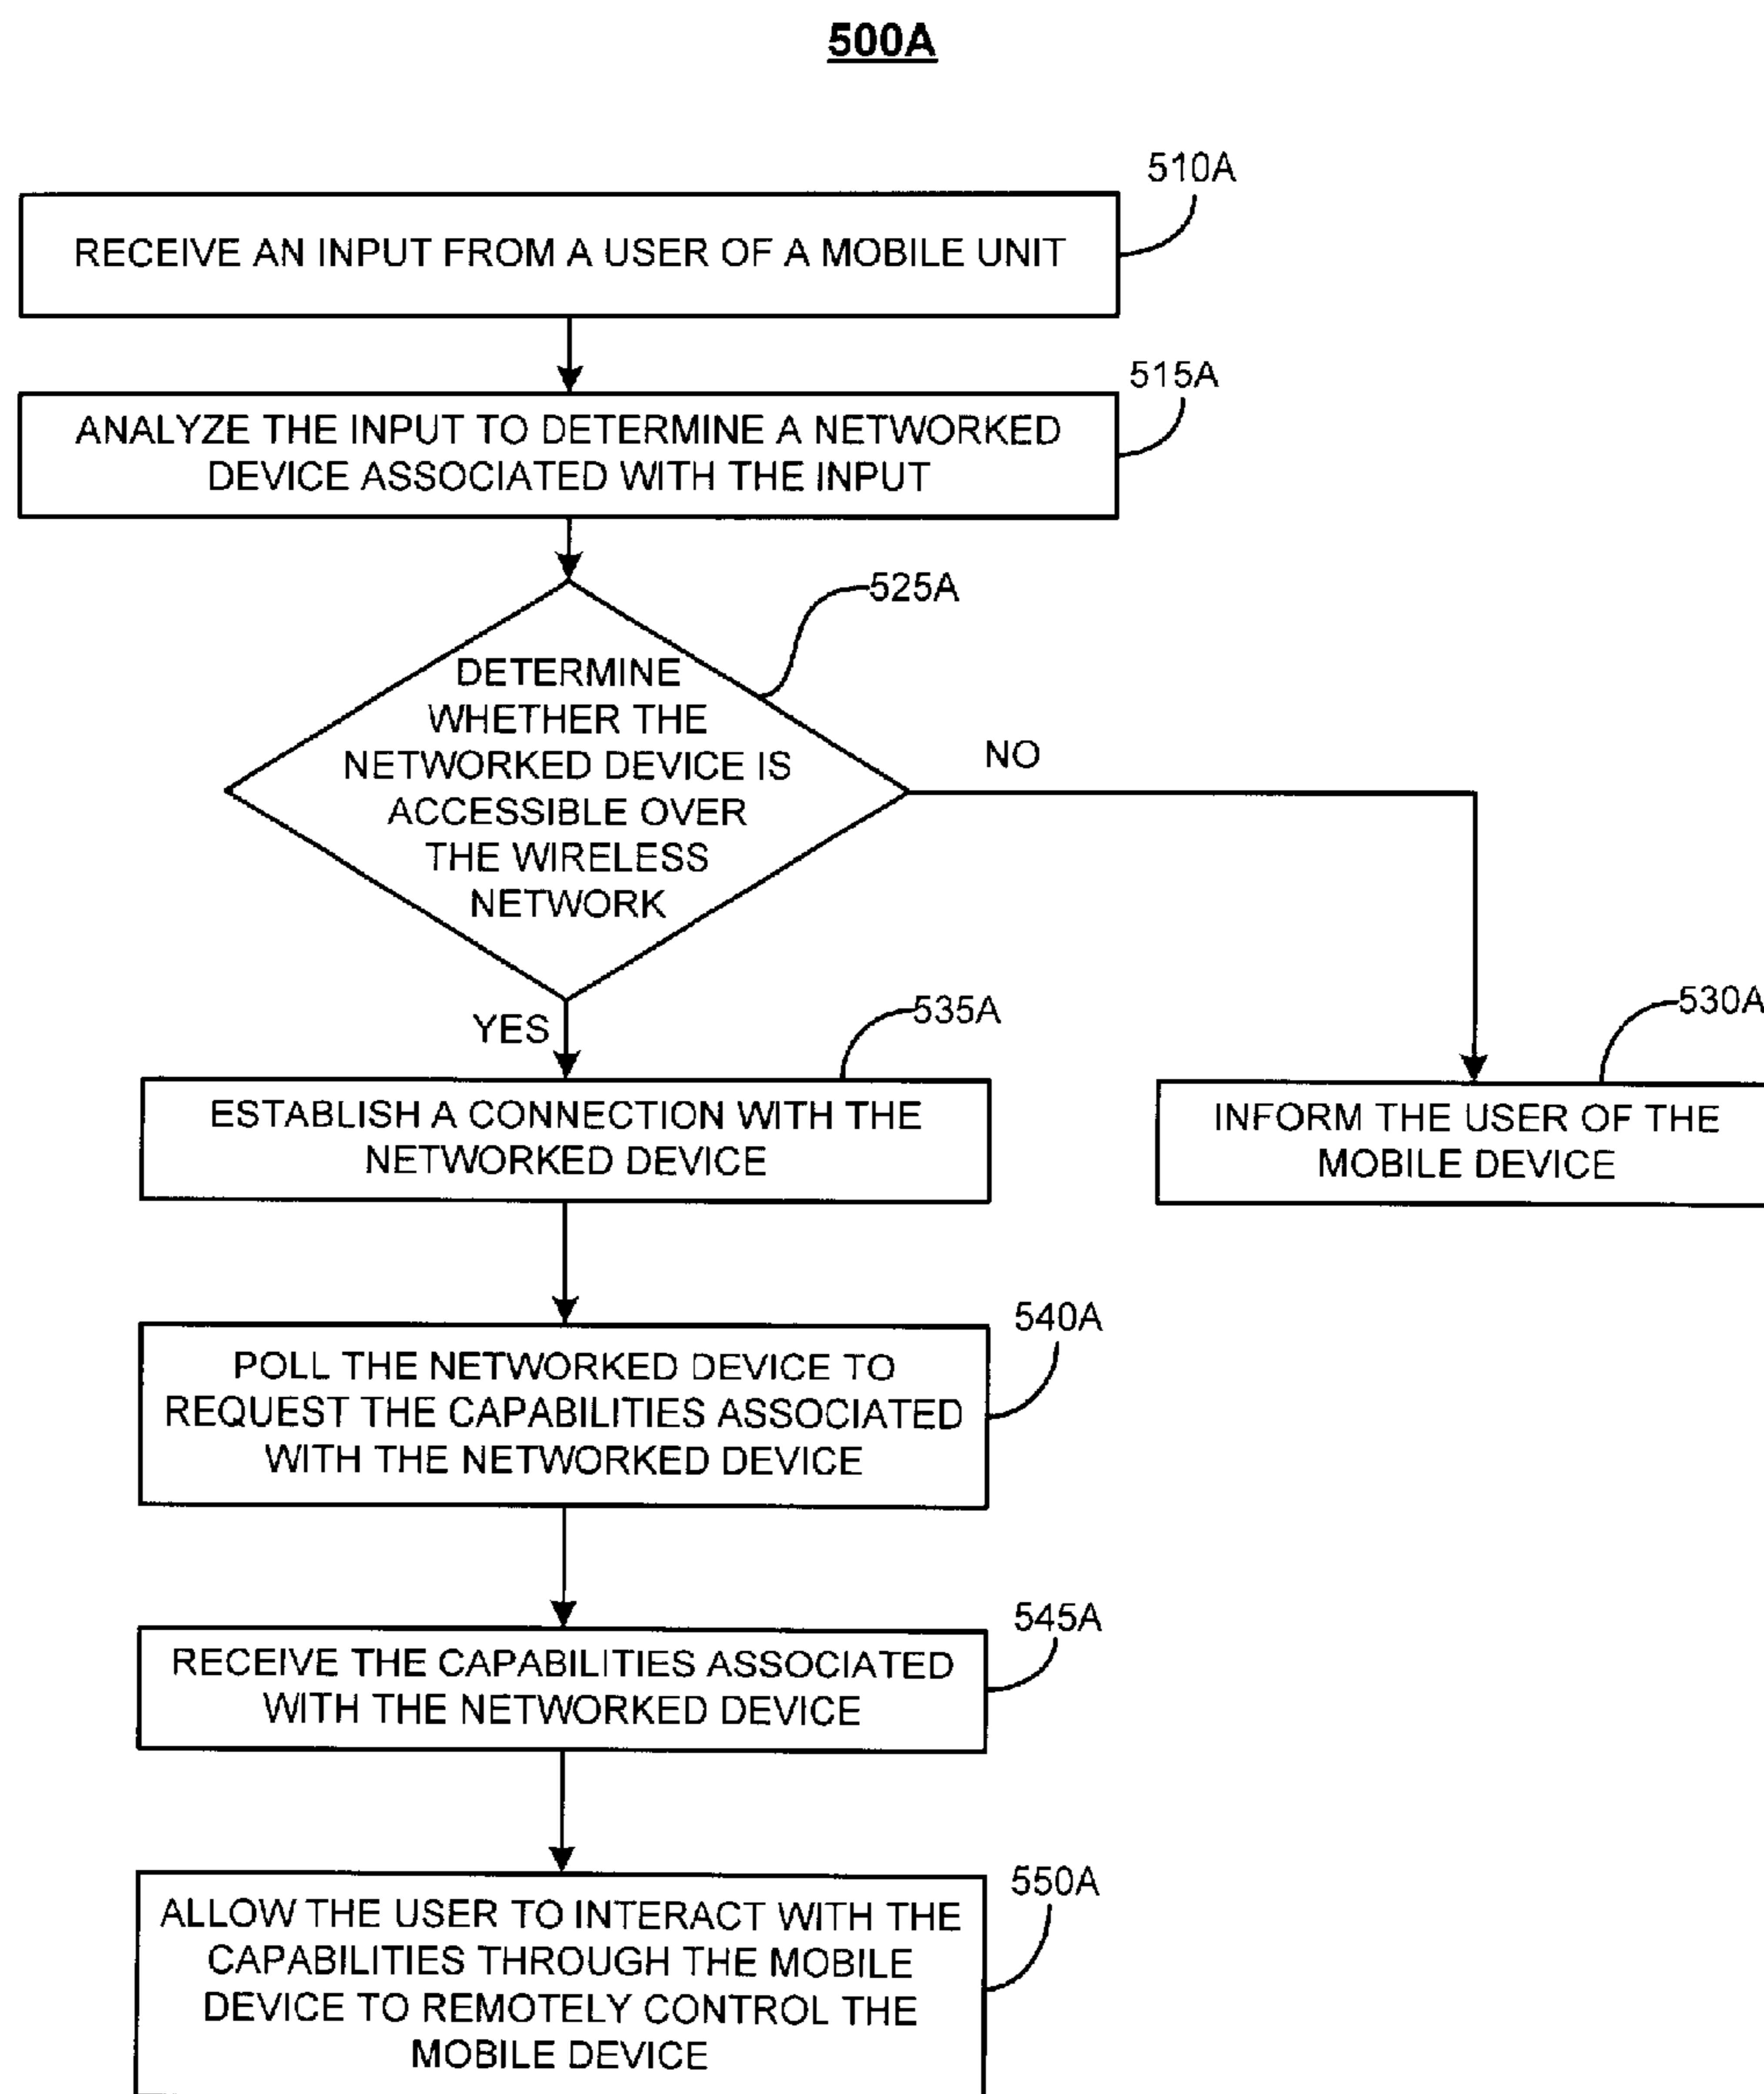 500A
510A
RECEIVE AN INPUT FROM A USER OF A MOBILE UNIT
515A
ANALYZE THE INPUT TO DETERMINE A NETWORKED
DEVICE ASSOCIATED WITH THE INPUT
525A
DETERMINE
WHETHER THE
NETWORKED DEVICE IS
ACCESSIBLE OVER
THE WIRELESS
NETWORK
NO
YES
535A
530A
ESTABLISH A CONNECTION WITH THE
NETWORKED DEVICE
INFORM THE USER OF THE
MOBILE DEVICE
540A
POLL THE NETWORKED DEVICE TO
REQUEST THE CAPABILITIES ASSOCIATED
WITH THE NETWORKED DEVICE
545A
RECEIVE THE CAPABILITIES ASSOCIATED
WITH THE NETWORKED DEVICE
550A
ALLOW THE USER TO INTERACT WITH THE
CAPABILITIES THROUGH THE MOBILE
DEVICE TO REMOTELY CONTROL THE
MOBILE DEVICE